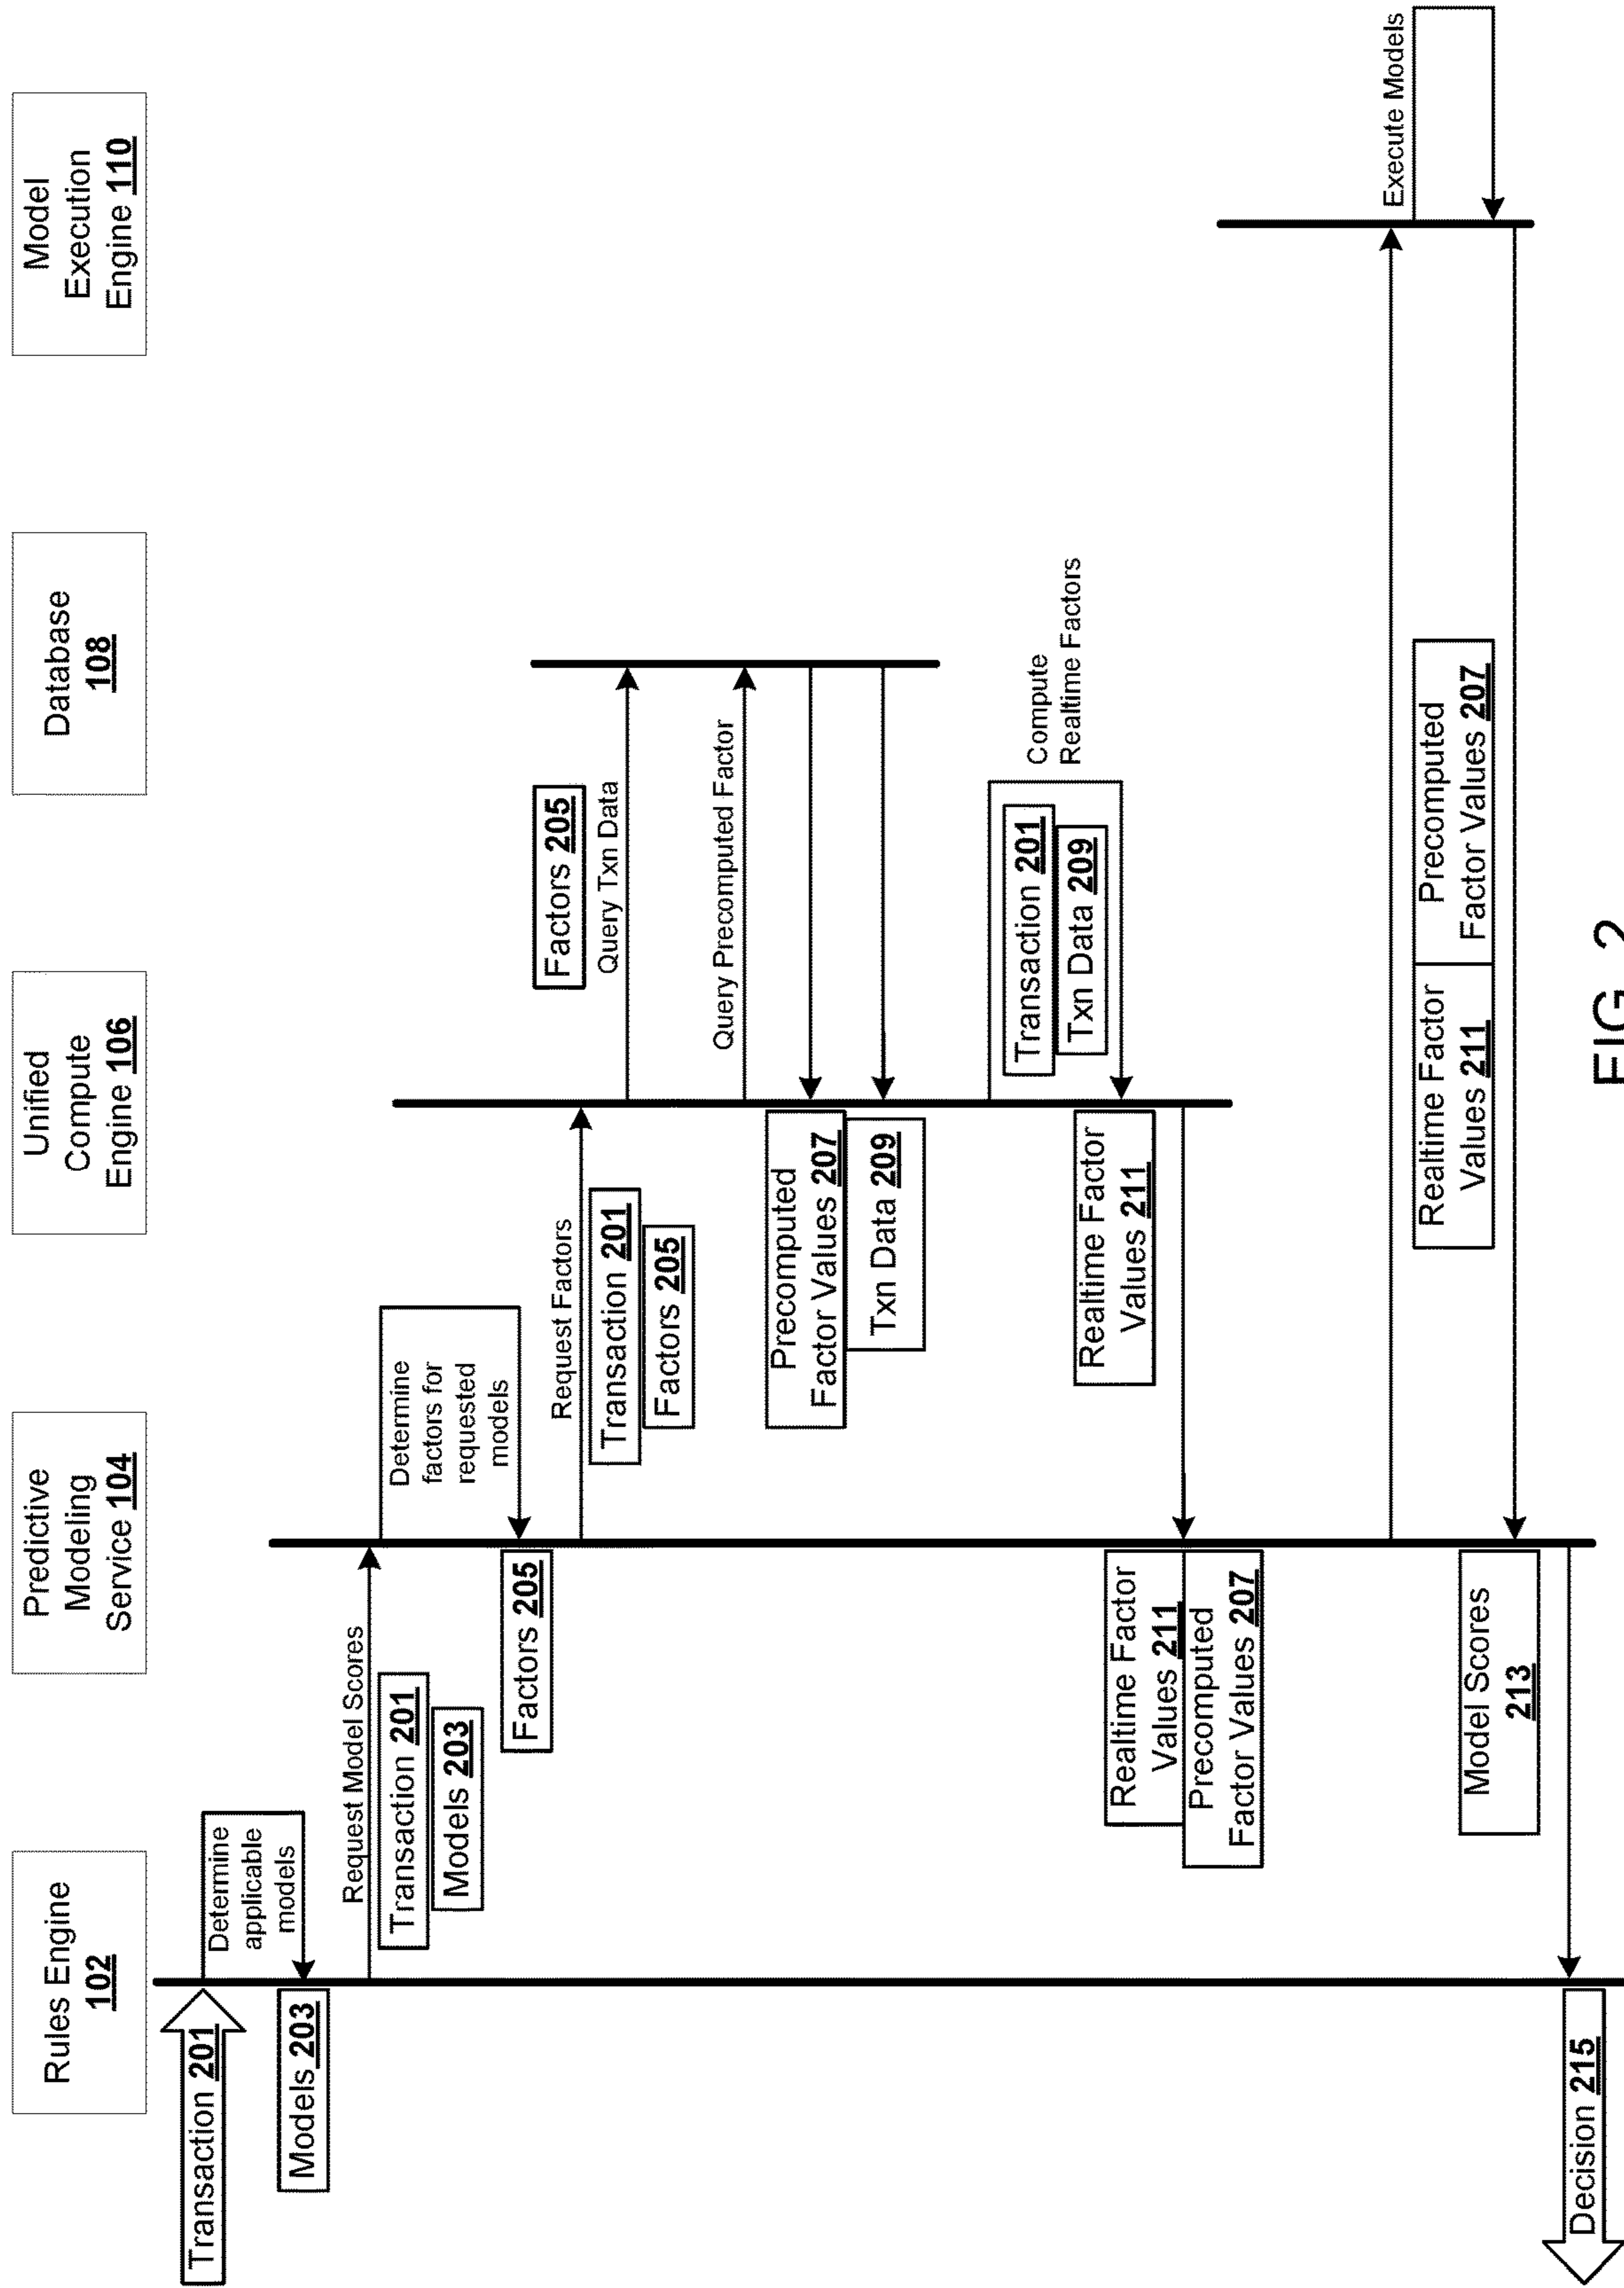 Rules Engine
102
Predictive
Modeling
Service 104
Unified
Compute
Engine 106
Database
108
Model
Execution
Engine 110
Transaction 201
Determine
applicable
models
Models 203
Request Model Scores
Transaction 201
Models 203
Determine
factors for
requested
models
Factors 205
Request Factors
Transaction 201
Factors 205
Factors 205
Query Txn Data
Query Precomputed Factor
Precomputed
Factor Values 207
Txn Data 209
Compute
Realtime Factors
Transaction 201
Txn Data 209
Realtime Factor
Values 211
Realtime Factor
Values 211
Precomputed
Factor Values 207
Execute Models
Realtime Factor
Values 211
Precomputed
Factor Values 207
Model Scores
213
Decision 215
FIG. 2